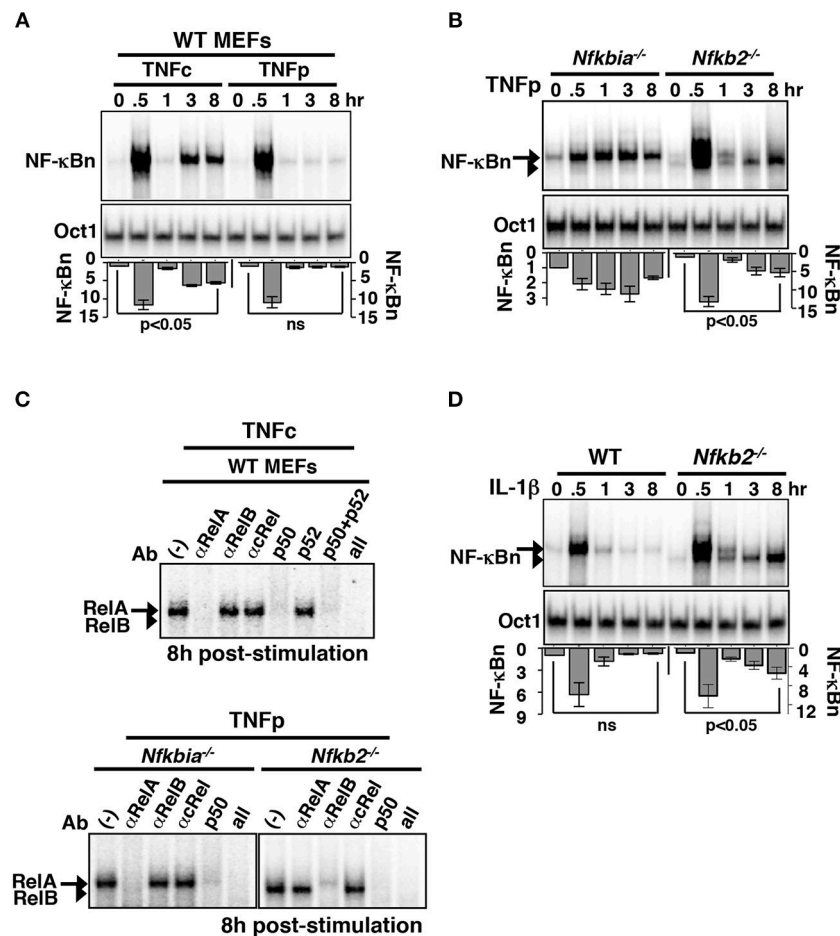 A
WT MEFs
TNFc TNFp
0 .5 1 3 8 0 .5 1 3 8 hr
NF-κBn
Oct1
NF-κBn
0
5
10
15
0
5
10
15
NF-κBn
p<0.05
ns
B
Nfkbia-/- Nfkb2-/-
TNFp 0 .5 1 3 8 0 .5 1 3 8 hr
NF-κBn
Oct1
NF-κBn
0
1
2
3
0
5
10
15
NF-κBn
p<0.05
C
TNFc
WT MEFs
Ab (-) αRelA αRelB αcRel p50 p52 p50+p52 all
RelA
RelB
8h post-stimulation
TNFp
Nfkbia-/- Nfkb2-/-
Ab (-) αRelA αRelB αcRel p50 all (-) αRelA αRelB αcRel p50 all
RelA
RelB
8h post-stimulation
D
WT Nfkb2-/-
IL-1β 0 .5 1 3 8 0 .5 1 3 8 hr
NF-κBn
Oct1
NF-κBn
0
3
6
9
0
4
8
12
NF-κBn
ns
p<0.05